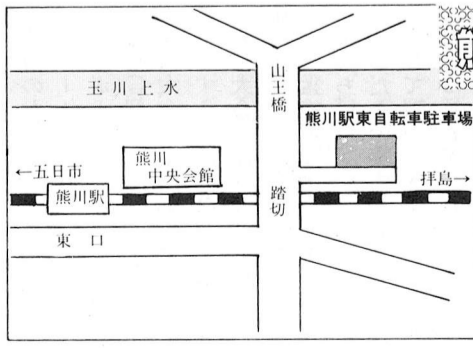 熊
山王橋
玉川上水
熊川駅東自転車駐車場
熊川
中央会館
←五日市
拝島→
熊川駅
踏切
東口